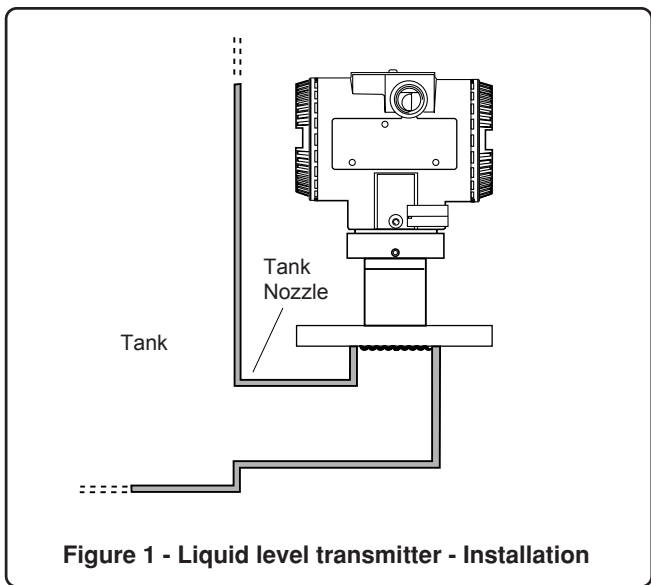 Tank
Nozzle
Tank
Figure 1 - Liquid level transmitter - Installation